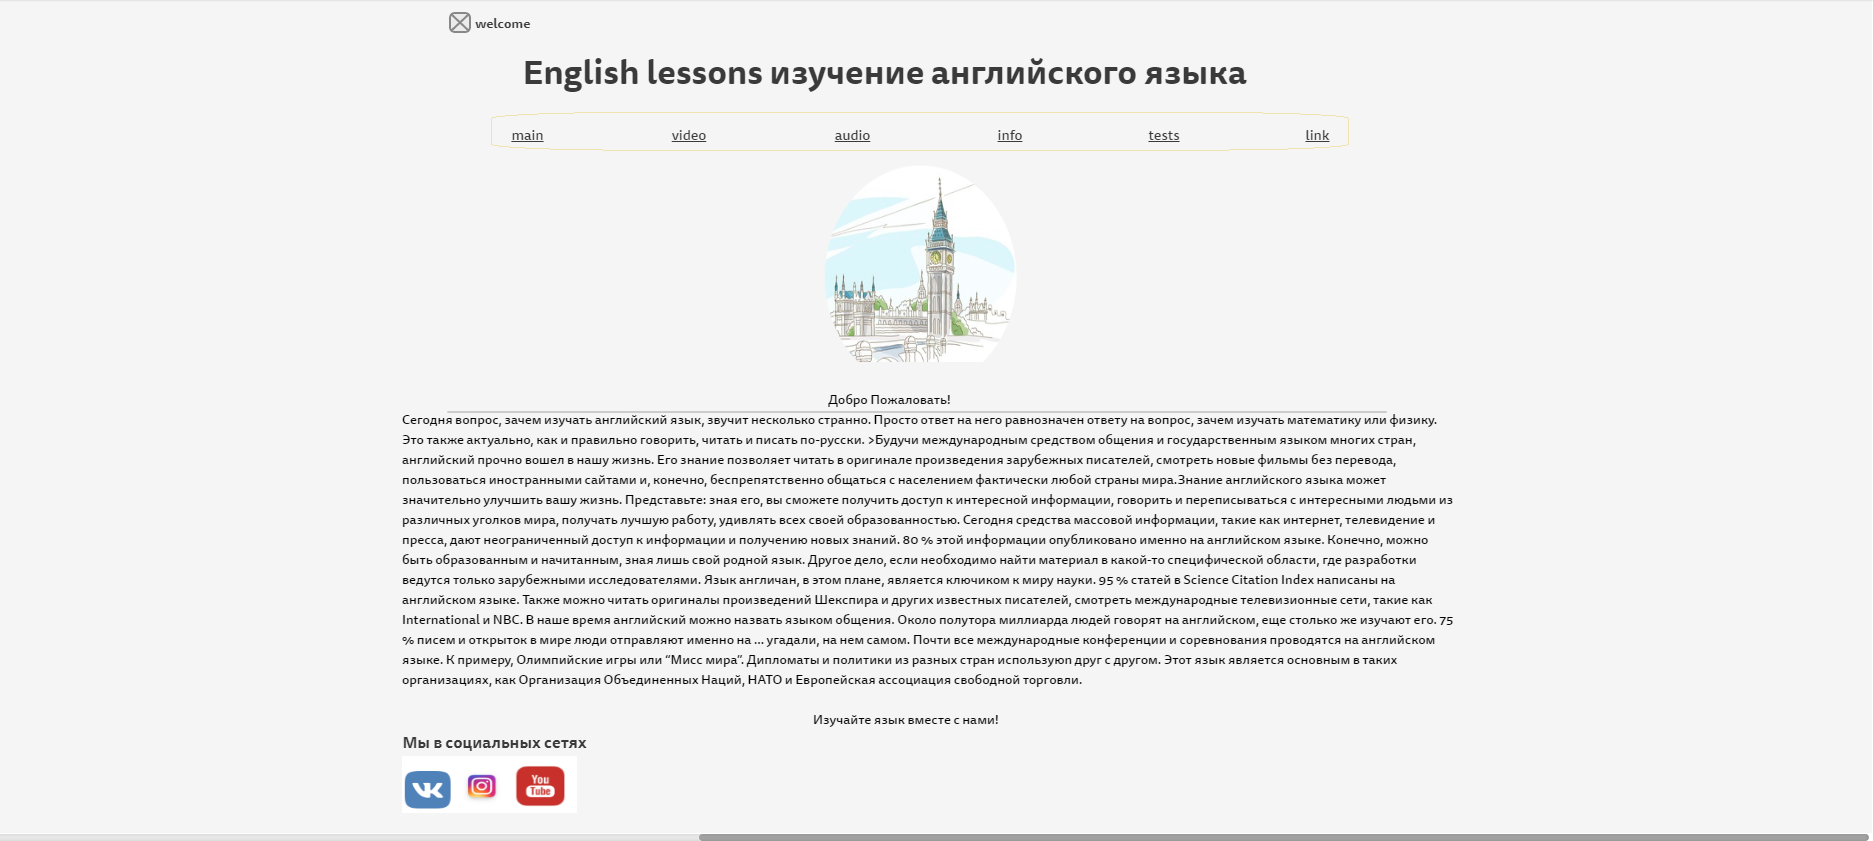 welcome
English lessons изучение английского языка
main video audio info tests link
Добро Пожаловать!
Сегодня вопрос, зачем изучать английский язык, звучит несколько странно. Просто ответ на него равнозначен ответу на вопрос, зачем изучать математику или физику.
Это также актуально, как и правильно говорить, читать и писать по-русски. >Будучи международным средством общения и государственным языком многих стран,
английский прочно вошел в нашу жизнь. Его знание позволяет читать в оригинале произведения зарубежных писателей, смотреть новые фильмы без перевода,
пользоваться иностранными сайтами и, конечно, беспрепятственно общаться с населением фактически любой страны мира.Знание английского языка может
значительно улучшить вашу жизнь. Представьте: зная его, вы сможете получить доступ к интересной информации, говорить и переписываться с интересными людьми из
различных уголков мира, получать лучшую работу, удивлять всех своей образованностью. Сегодня средства массовой информации, такие как интернет, телевидение и
пресса, дают неограниченный доступ к информации и получению новых знаний. 80 % этой информации опубликовано именно на английском языке. Конечно, можно
быть образованным и начитанным, зная лишь свой родной язык. Другое дело, если необходимо найти материал в какой-то специфической области, где разработки
ведутся только зарубежными исследователями. Язык англичан, в этом плане, является ключиком к миру науки. 95 % статей в Science Citation Index написаны на
английском языке. Также можно читать оригиналы произведений Шекспира и других известных писателей, смотреть международные телевизионные сети, такие как
International и NBC. В наше время английский можно назвать языком общения. Около полутора миллиарда людей говорят на английском, еще столько же изучают его. 75
% писем и открыток в мире люди отправляют именно на ... угадали, на нем самом. Почти все международные конференции и соревнования проводятся на английском
языке. К примеру, Олимпийские игры или “Мисс мира”. Дипломаты и политики из разных стран используюп друг с другом. Этот язык является основным в таких
организациях, как Организация Объединенных Наций, НАТО и Европейская ассоциация свободной торговли.
Изучайте язык вместе с нами!
Мы в социальных сетях
You
Tube